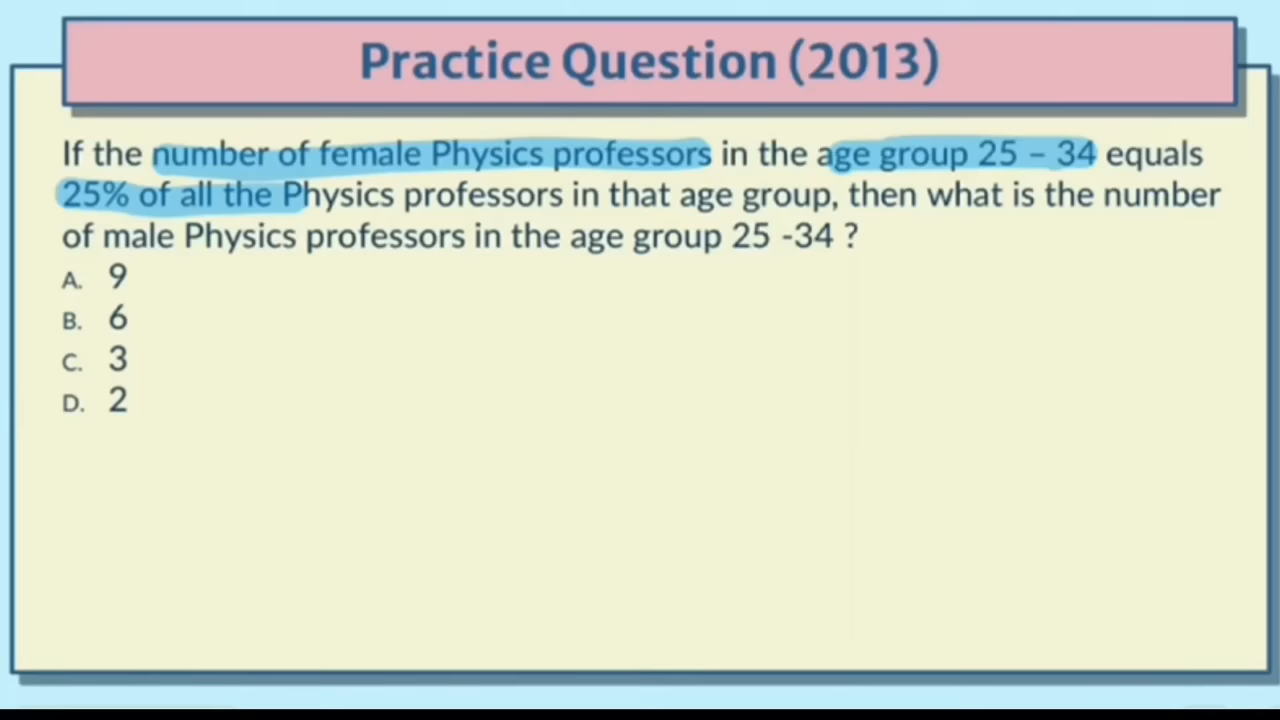 Practice Question (2013)
If the number of female Physics professors in the age group 25 – 34 equals
25% of all the Physics professors in that age group, then what is the number
of male Physics professors in the age group 25 -34 ?
A. 9
B. 6
C. 3
D. 2